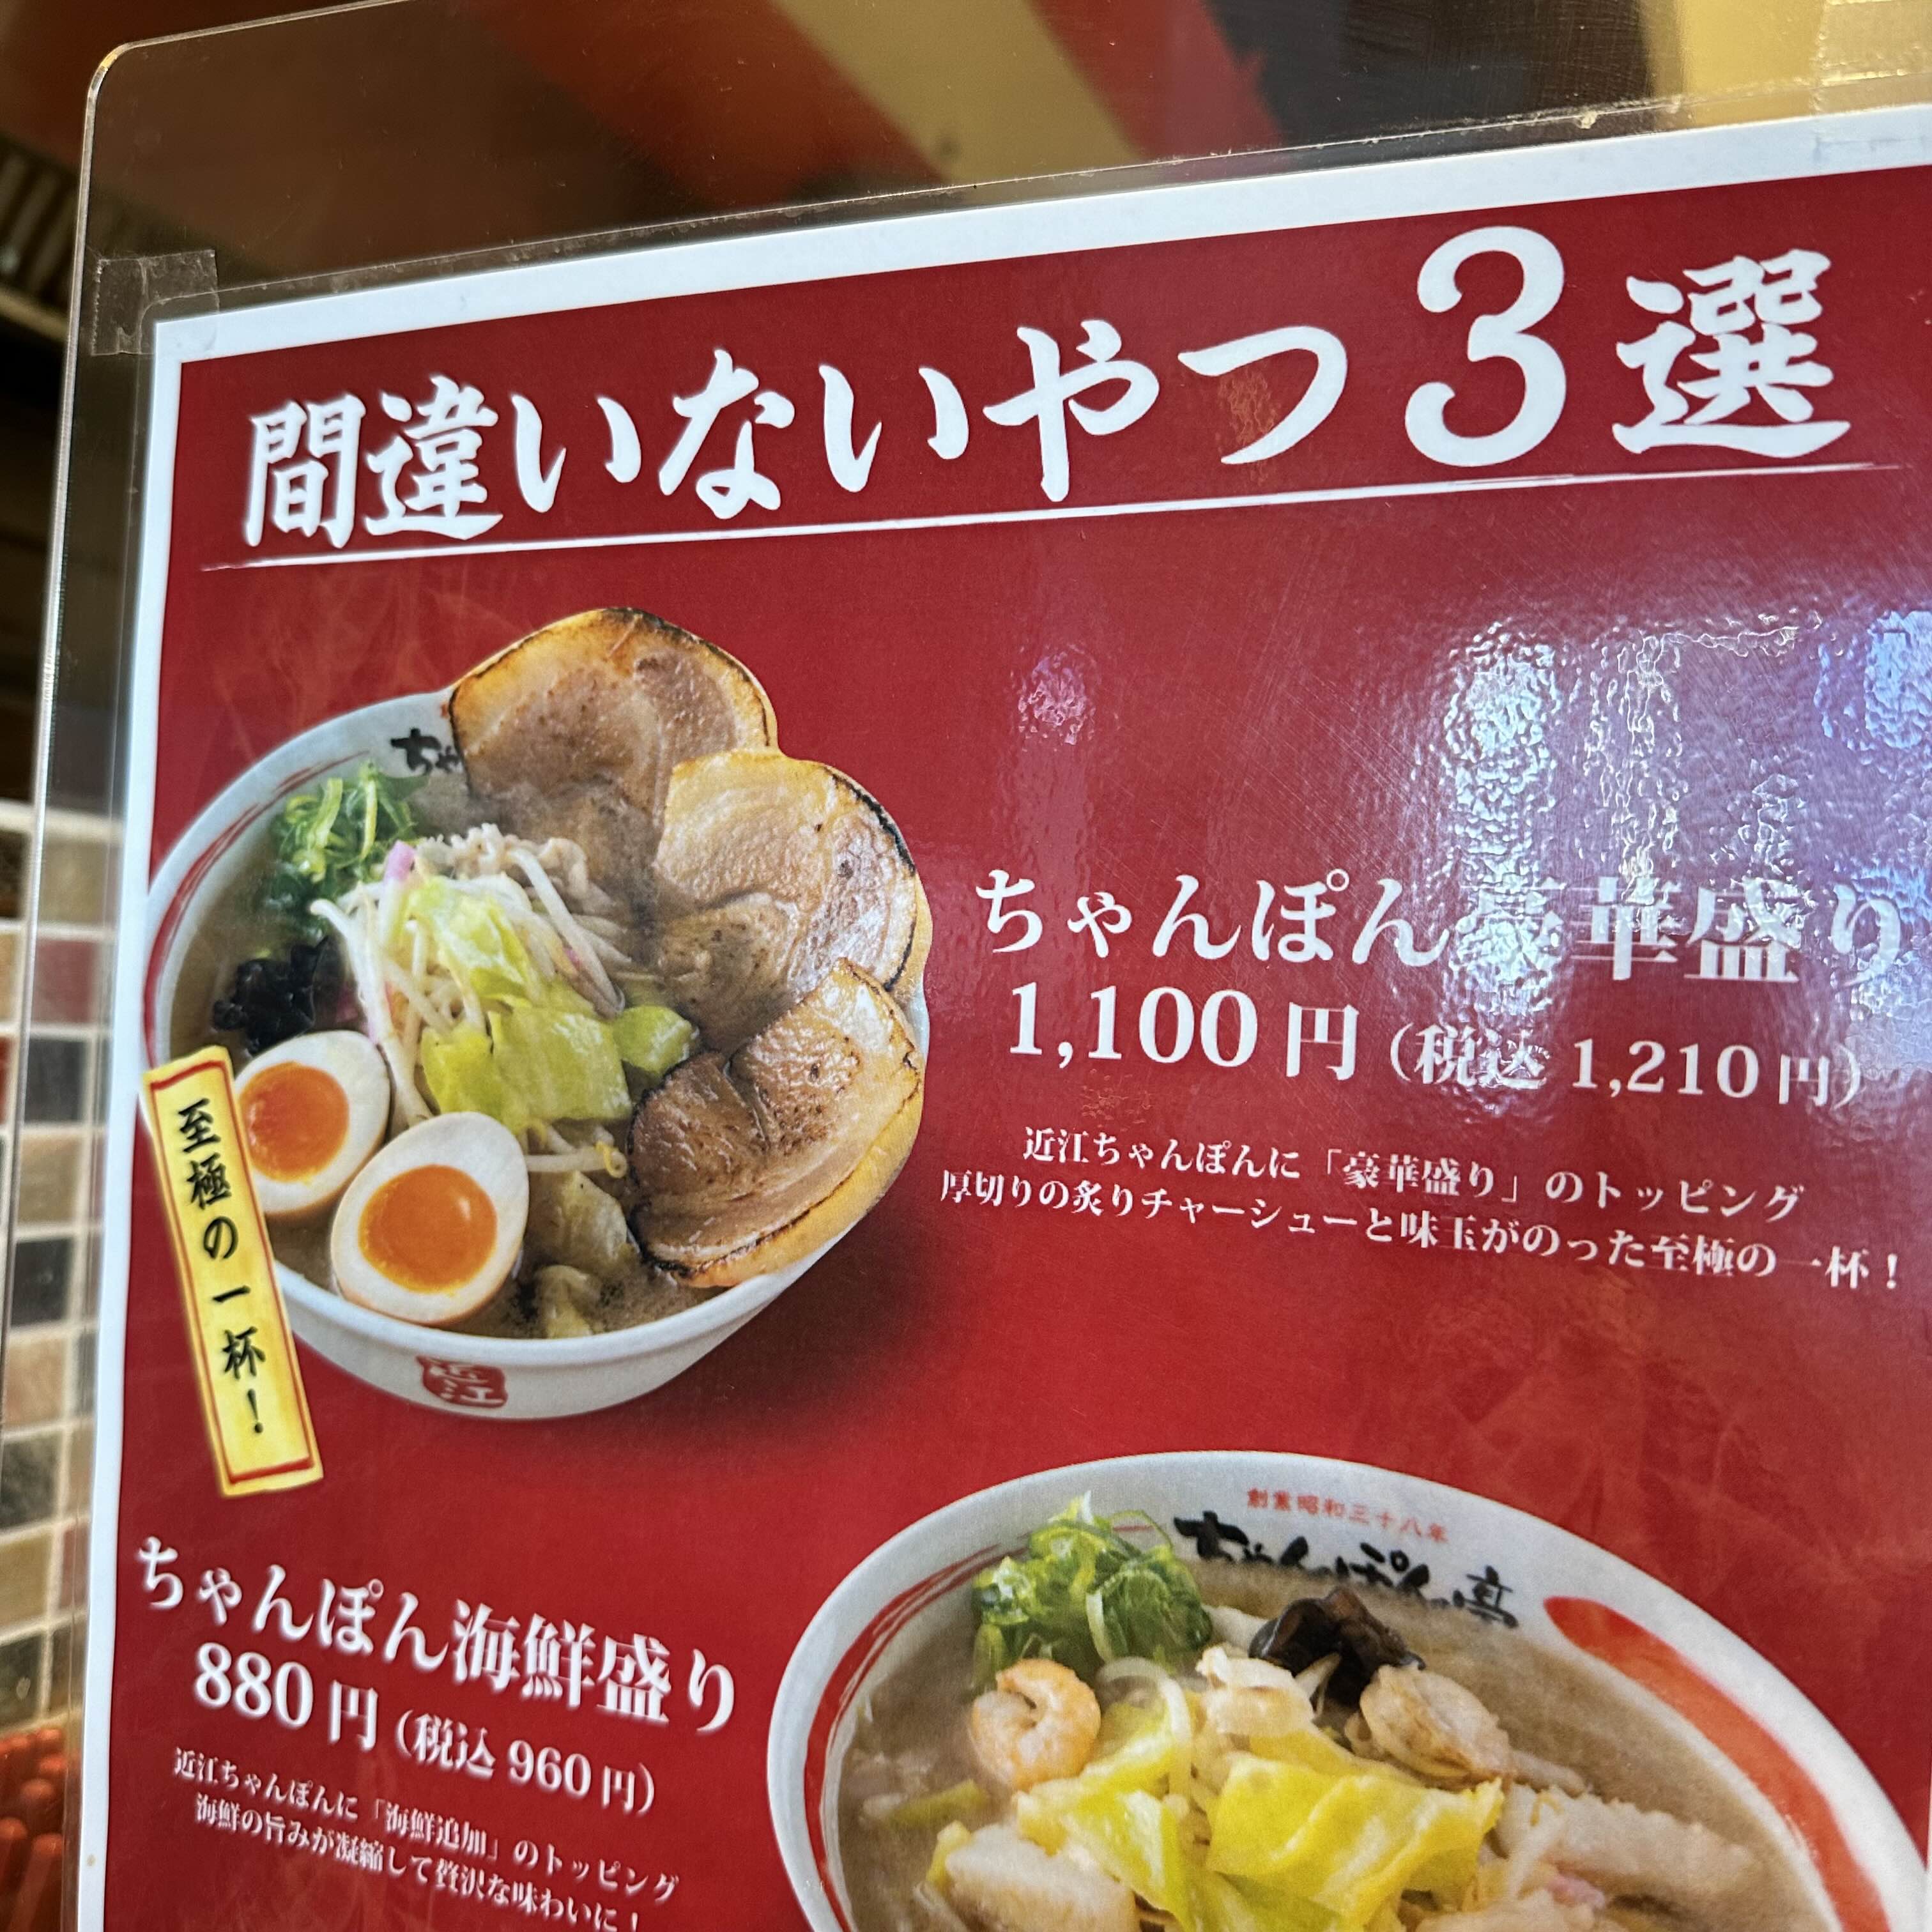 間違いないやつ3選
ちゃ
ちゃんぽん豪華盛り
1,100円（税込 1,210円）
近江ちゃんぽんに「豪華盛り」のトッピング
厚切りの炙りチャーシューと味玉がのった至極の一杯！
至極の一杯！
近江
創業昭和三十八年
ちゃんぽん亭
ちゃんぽん海鮮盛り
880円（税込 960円）
近江ちゃんぽんに「海鮮追加」のトッピング
海鮮の旨みが凝縮して贅沢な味わいに！